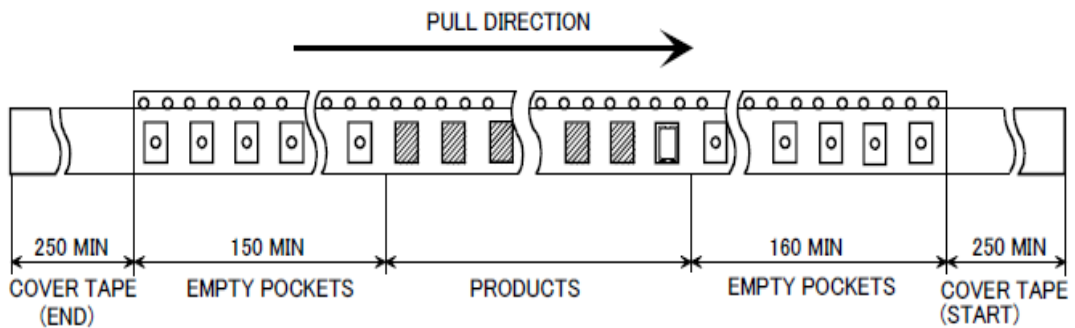 PULL DIRECTION
250 MIN
150 MIN
160 MIN
250 MIN
COVER TAPE
(END)
EMPTY POCKETS
PRODUCTS
EMPTY POCKETS
COVER TAPE
(START)